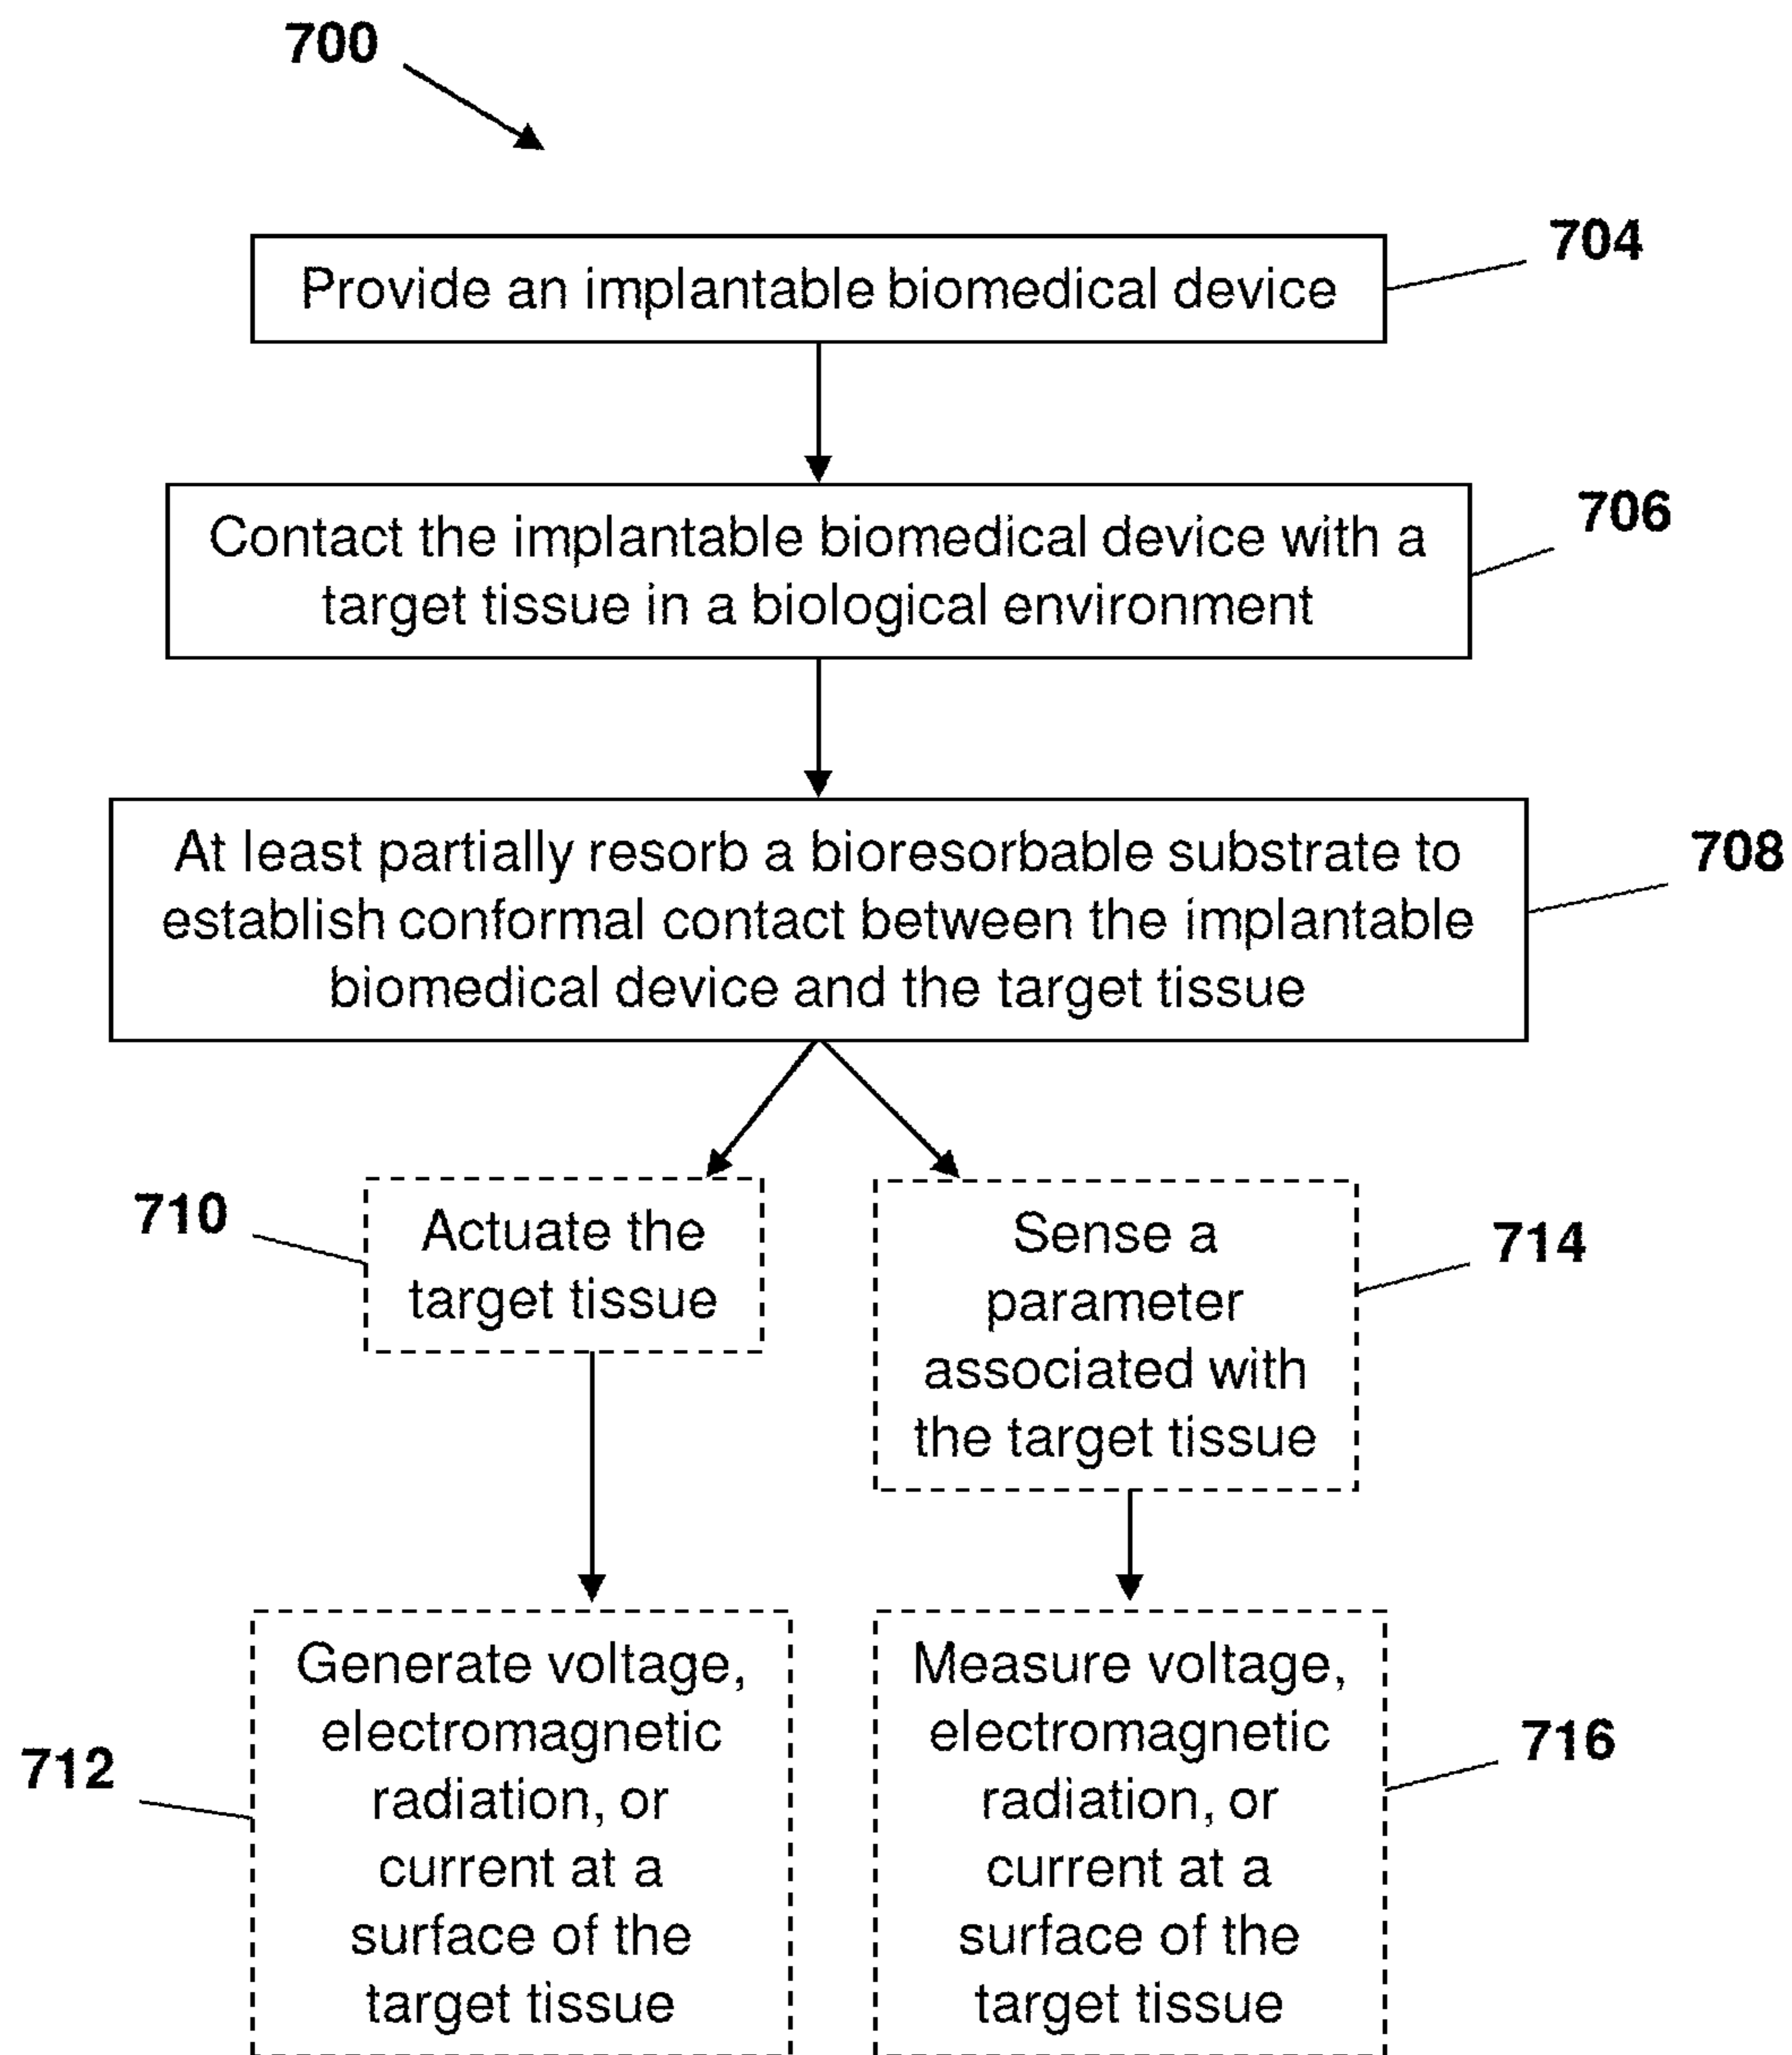 700
704
Provide an implantable biomedical device
706
Contact the implantable biomedical device with a
target tissue in a biological environment
708
At least partially resorb a bioresorbable substrate to
establish conformal contact between the implantable
biomedical device and the target tissue
710
Actuate the
target tissue
714
Sense a
parameter
associated with
the target tissue
712
Generate voltage,
electromagnetic
radiation, or
current at a
surface of the
target tissue
716
Measure voltage,
electromagnetic
radiation, or
current at a
surface of the
target tissue